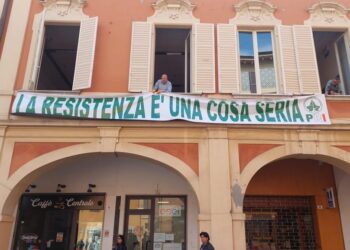 LA RESISTENZA E' UNA COSA SERIA
Caffè Centrale